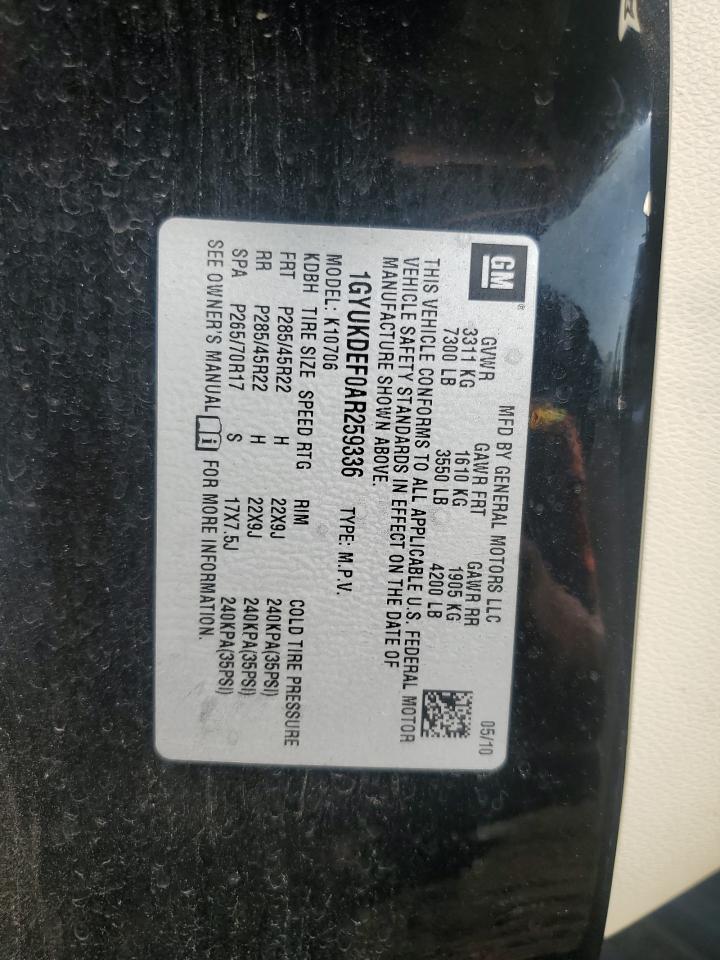 GM
®
MFD BY GENERAL MOTORS LLC 05/10
GVWR GAWR FRT GAWR RR
3311 KG 1610 KG 1905 KG
7300 LB 3550 LB 4200 LB
THIS VEHICLE CONFORMS TO ALL APPLICABLE U.S. FEDERAL MOTOR
VEHICLE SAFETY STANDARDS IN EFFECT ON THE DATE OF
MANUFACTURE SHOWN ABOVE.
1GYUKDEF0AR259336 TYPE: M.P.V.
MODEL: K10706
KDBH TIRE SIZE SPEED RTG RIM COLD TIRE PRESSURE
FRT P285/45R22 H 22X9J 240KPA(35PSI)
RR P285/45R22 H 22X9J 240KPA(35PSI)
SPA P265/70R17 S 17X7.5J 240KPA(35PSI)
SEE OWNER'S MANUAL FOR MORE INFORMATION.